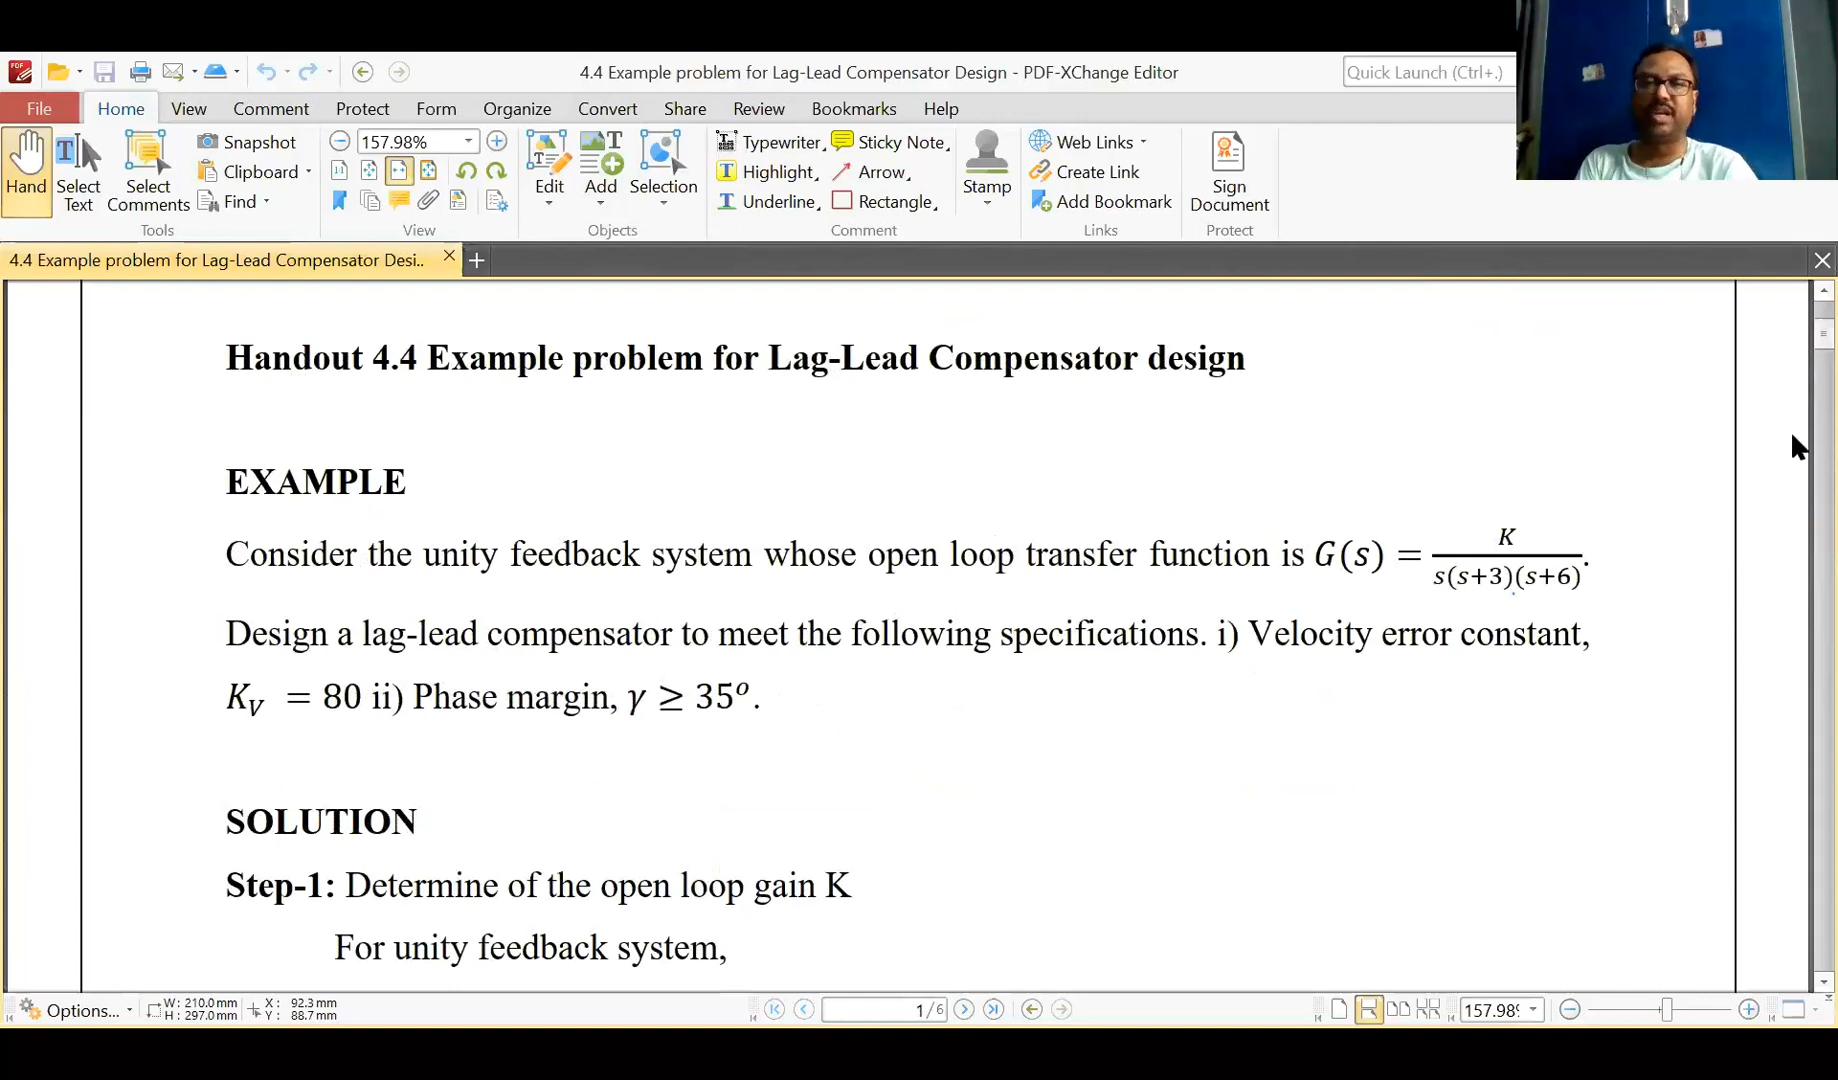 4.4 Example problem for Lag-Lead Compensator Design - PDF-XChange Editor
Quick Launch (Ctrl+.)
File Home View Comment Protect Form Organize Convert Share Review Bookmarks Help
Hand
Select Text
Select Comments
Snapshot
Clipboard
Find
Tools
157.98%
View
Edit
Add
Selection
Objects
Typewriter
Highlight
Underline
Sticky Note
Arrow
Rectangle
Stamp
Comment
Web Links
Create Link
Add Bookmark
Links
Sign Document
Protect
4.4 Example problem for Lag-Lead Compensator Desi..
Handout 4.4 Example problem for Lag-Lead Compensator design
EXAMPLE
Consider the unity feedback system whose open loop transfer function is G(s) = K / s(s+3)(s+6).
Design a lag-lead compensator to meet the following specifications. i) Velocity error constant,
K_V = 80 ii) Phase margin, γ ≥ 35°.
SOLUTION
Step-1: Determine of the open loop gain K
For unity feedback system,
Options...
W: 210.0 mm
H: 297.0 mm
X: 92.3 mm
Y: 88.7 mm
1 / 6
157.98%